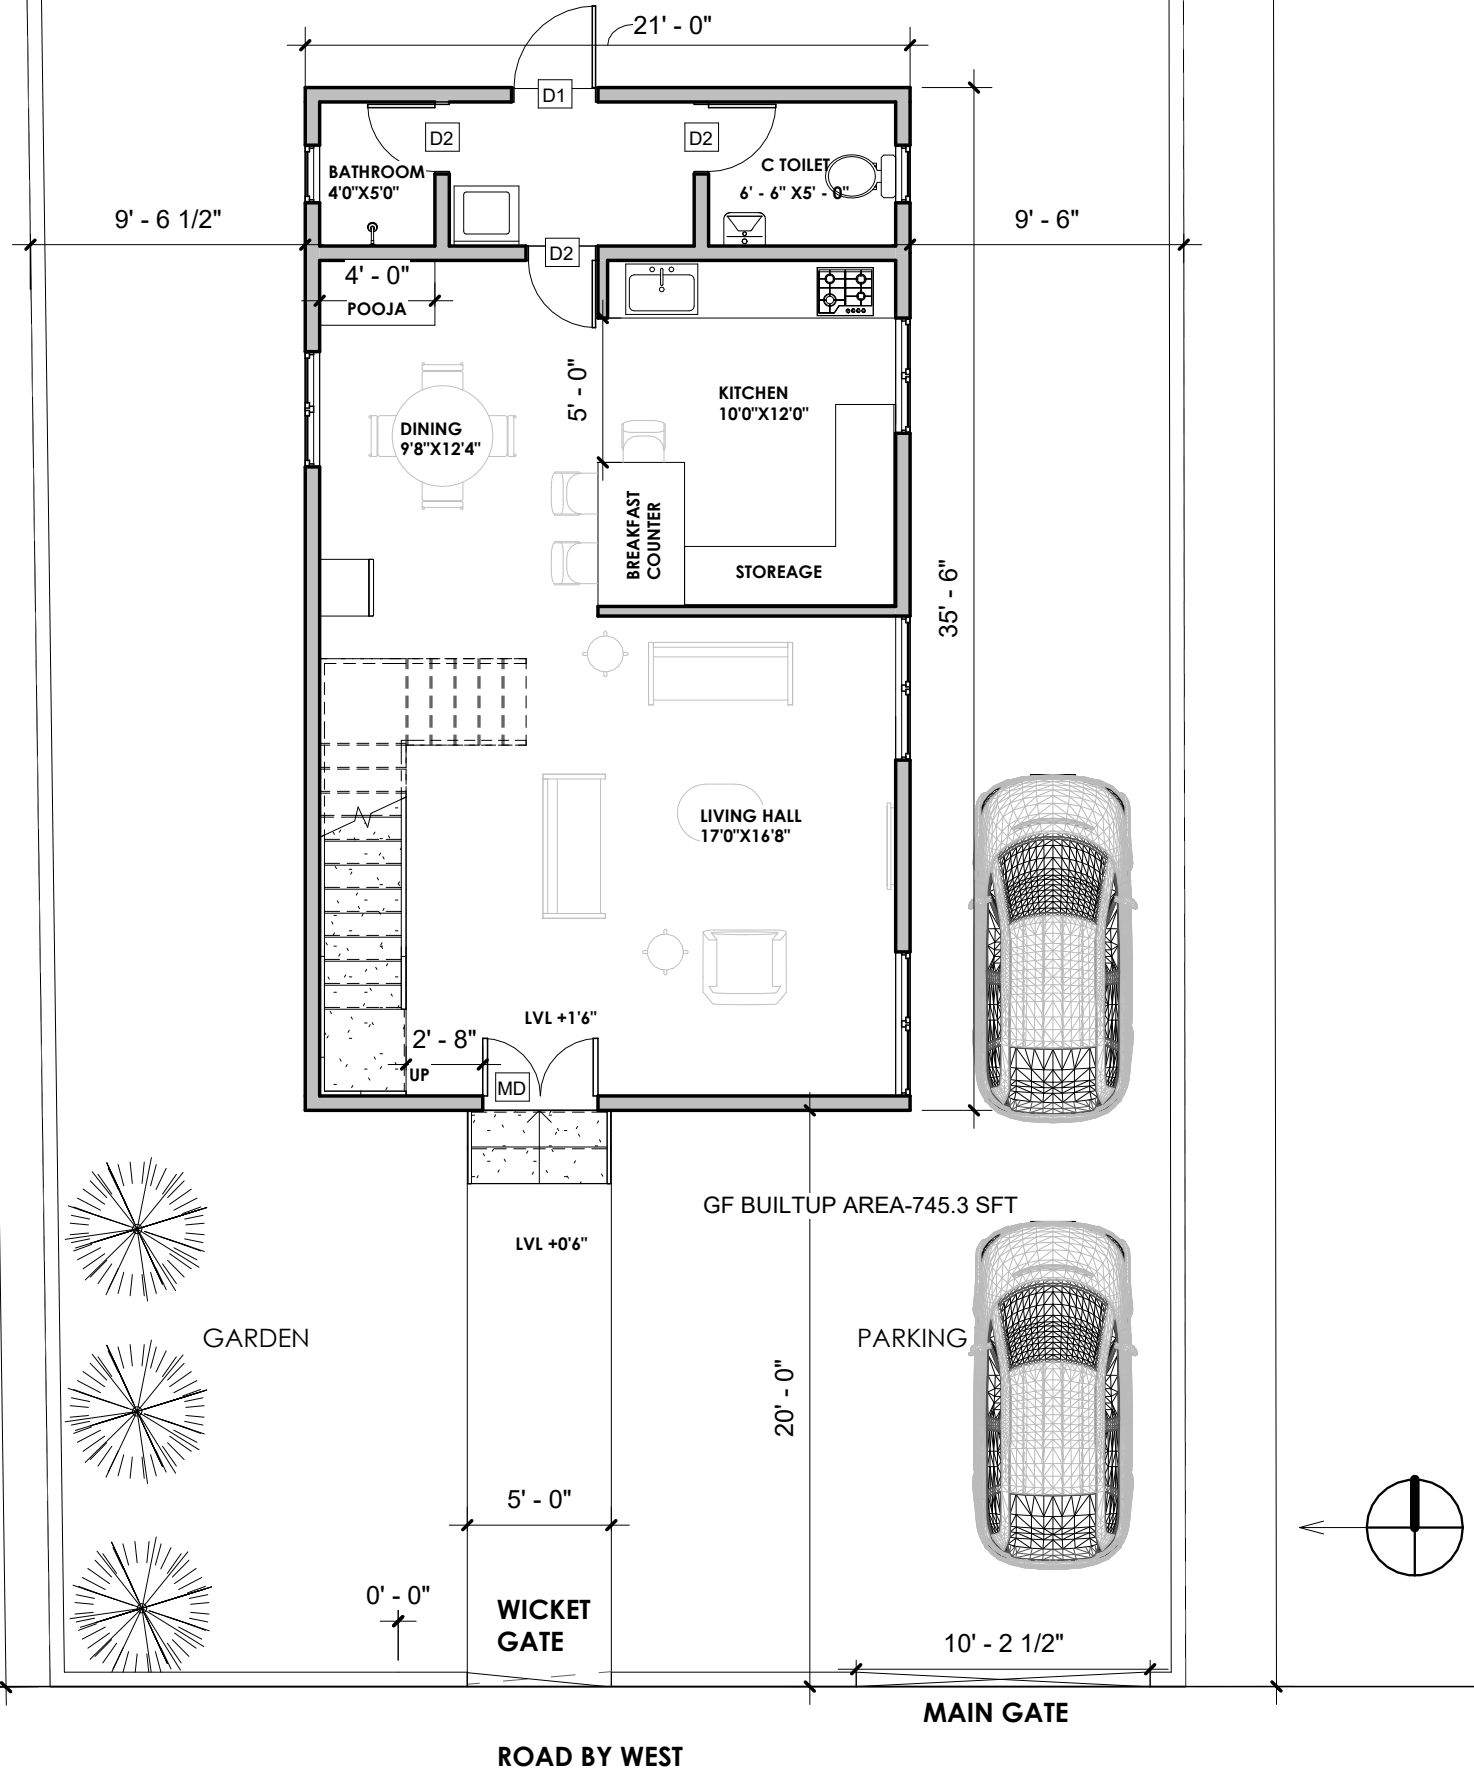 21' - 0"
D1
D2
D2
BATHROOM
4'0"X5'0"
C TOILET
6' - 6" X5' - 0"
9' - 6 1/2"
9' - 6"
D2
4' - 0"
POOJA
5' - 0"
KITCHEN
10'0"X12'0"
DINING
9'8"X12'4"
BREAKFAST
COUNTER
STOREAGE
35' - 6"
LIVING HALL
17'0"X16'8"
LVL +1'6"
2' - 8"
UP
MD
GF BUILTUP AREA-745.3 SFT
LVL +0'6"
GARDEN
PARKING
20' - 0"
5' - 0"
0' - 0"
WICKET
GATE
10' - 2 1/2"
MAIN GATE
ROAD BY WEST